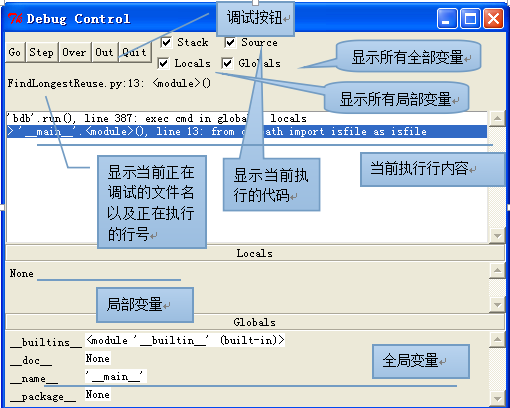 Debug Control
调试按钮
Go Step Over Out Quit
Stack Source
Locals Globals
显示所有全部变量
显示所有局部变量
FindLongestReuse.py:13: <module>()
'bdb'.run(), line 387: exec cmd in globals, locals
> '__main__'.<module>(), line 13: from os.path import isfile as isfile
显示当前正在
调试的文件名
以及正在执行
的行号
显示当前执
行的代码
当前执行行内容
Locals
None
局部变量
Globals
__builtins__ <module '__builtin__' (built-in)>
__doc__ None
__name__ '__main__'
__package__ None
全局变量